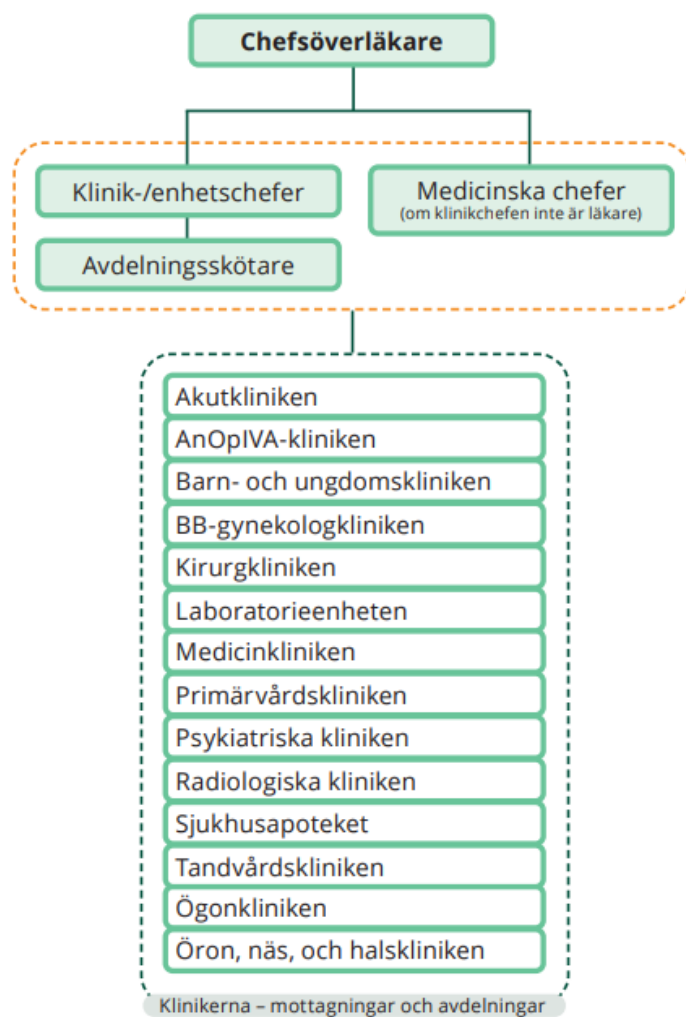 Chefsöverläkare
Klinik-/enhetschefer
Medicinska chefer
(om klinikchefen inte är läkare)
Avdelningsskötare
Akutkliniken
AnOpIVA-kliniken
Barn- och ungdomskliniken
BB-gynekologkliniken
Kirurgkliniken
Laboratorieenheten
Medicinkliniken
Primärvårdskliniken
Psykiatriska kliniken
Radiologiska kliniken
Sjukhusapoteket
Tandvårdskliniken
Ögonkliniken
Öron, näs, och halskliniken
Klinikerna – mottagningar och avdelningar